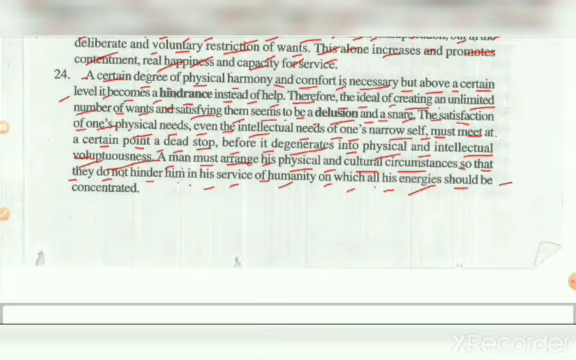 deliberate and voluntary restriction of wants. This alone increases and promotes
contentment, real happiness and capacity for service.
24. A certain degree of physical harmony and comfort is necessary but above a certain
level it becomes a hindrance instead of help. Therefore, the ideal of creating an unlimited
number of wants and satisfying them seems to be a delusion and a snare. The satisfaction
of one's physical needs, even the intellectual needs of one's narrow self, must meet at
a certain point a dead stop, before it degenerates into physical and intellectual
voluptuousness. A man must arrange his physical and cultural circumstances so that
they do not hinder him in his service of humanity on which all his energies should be
concentrated.
XRecorder